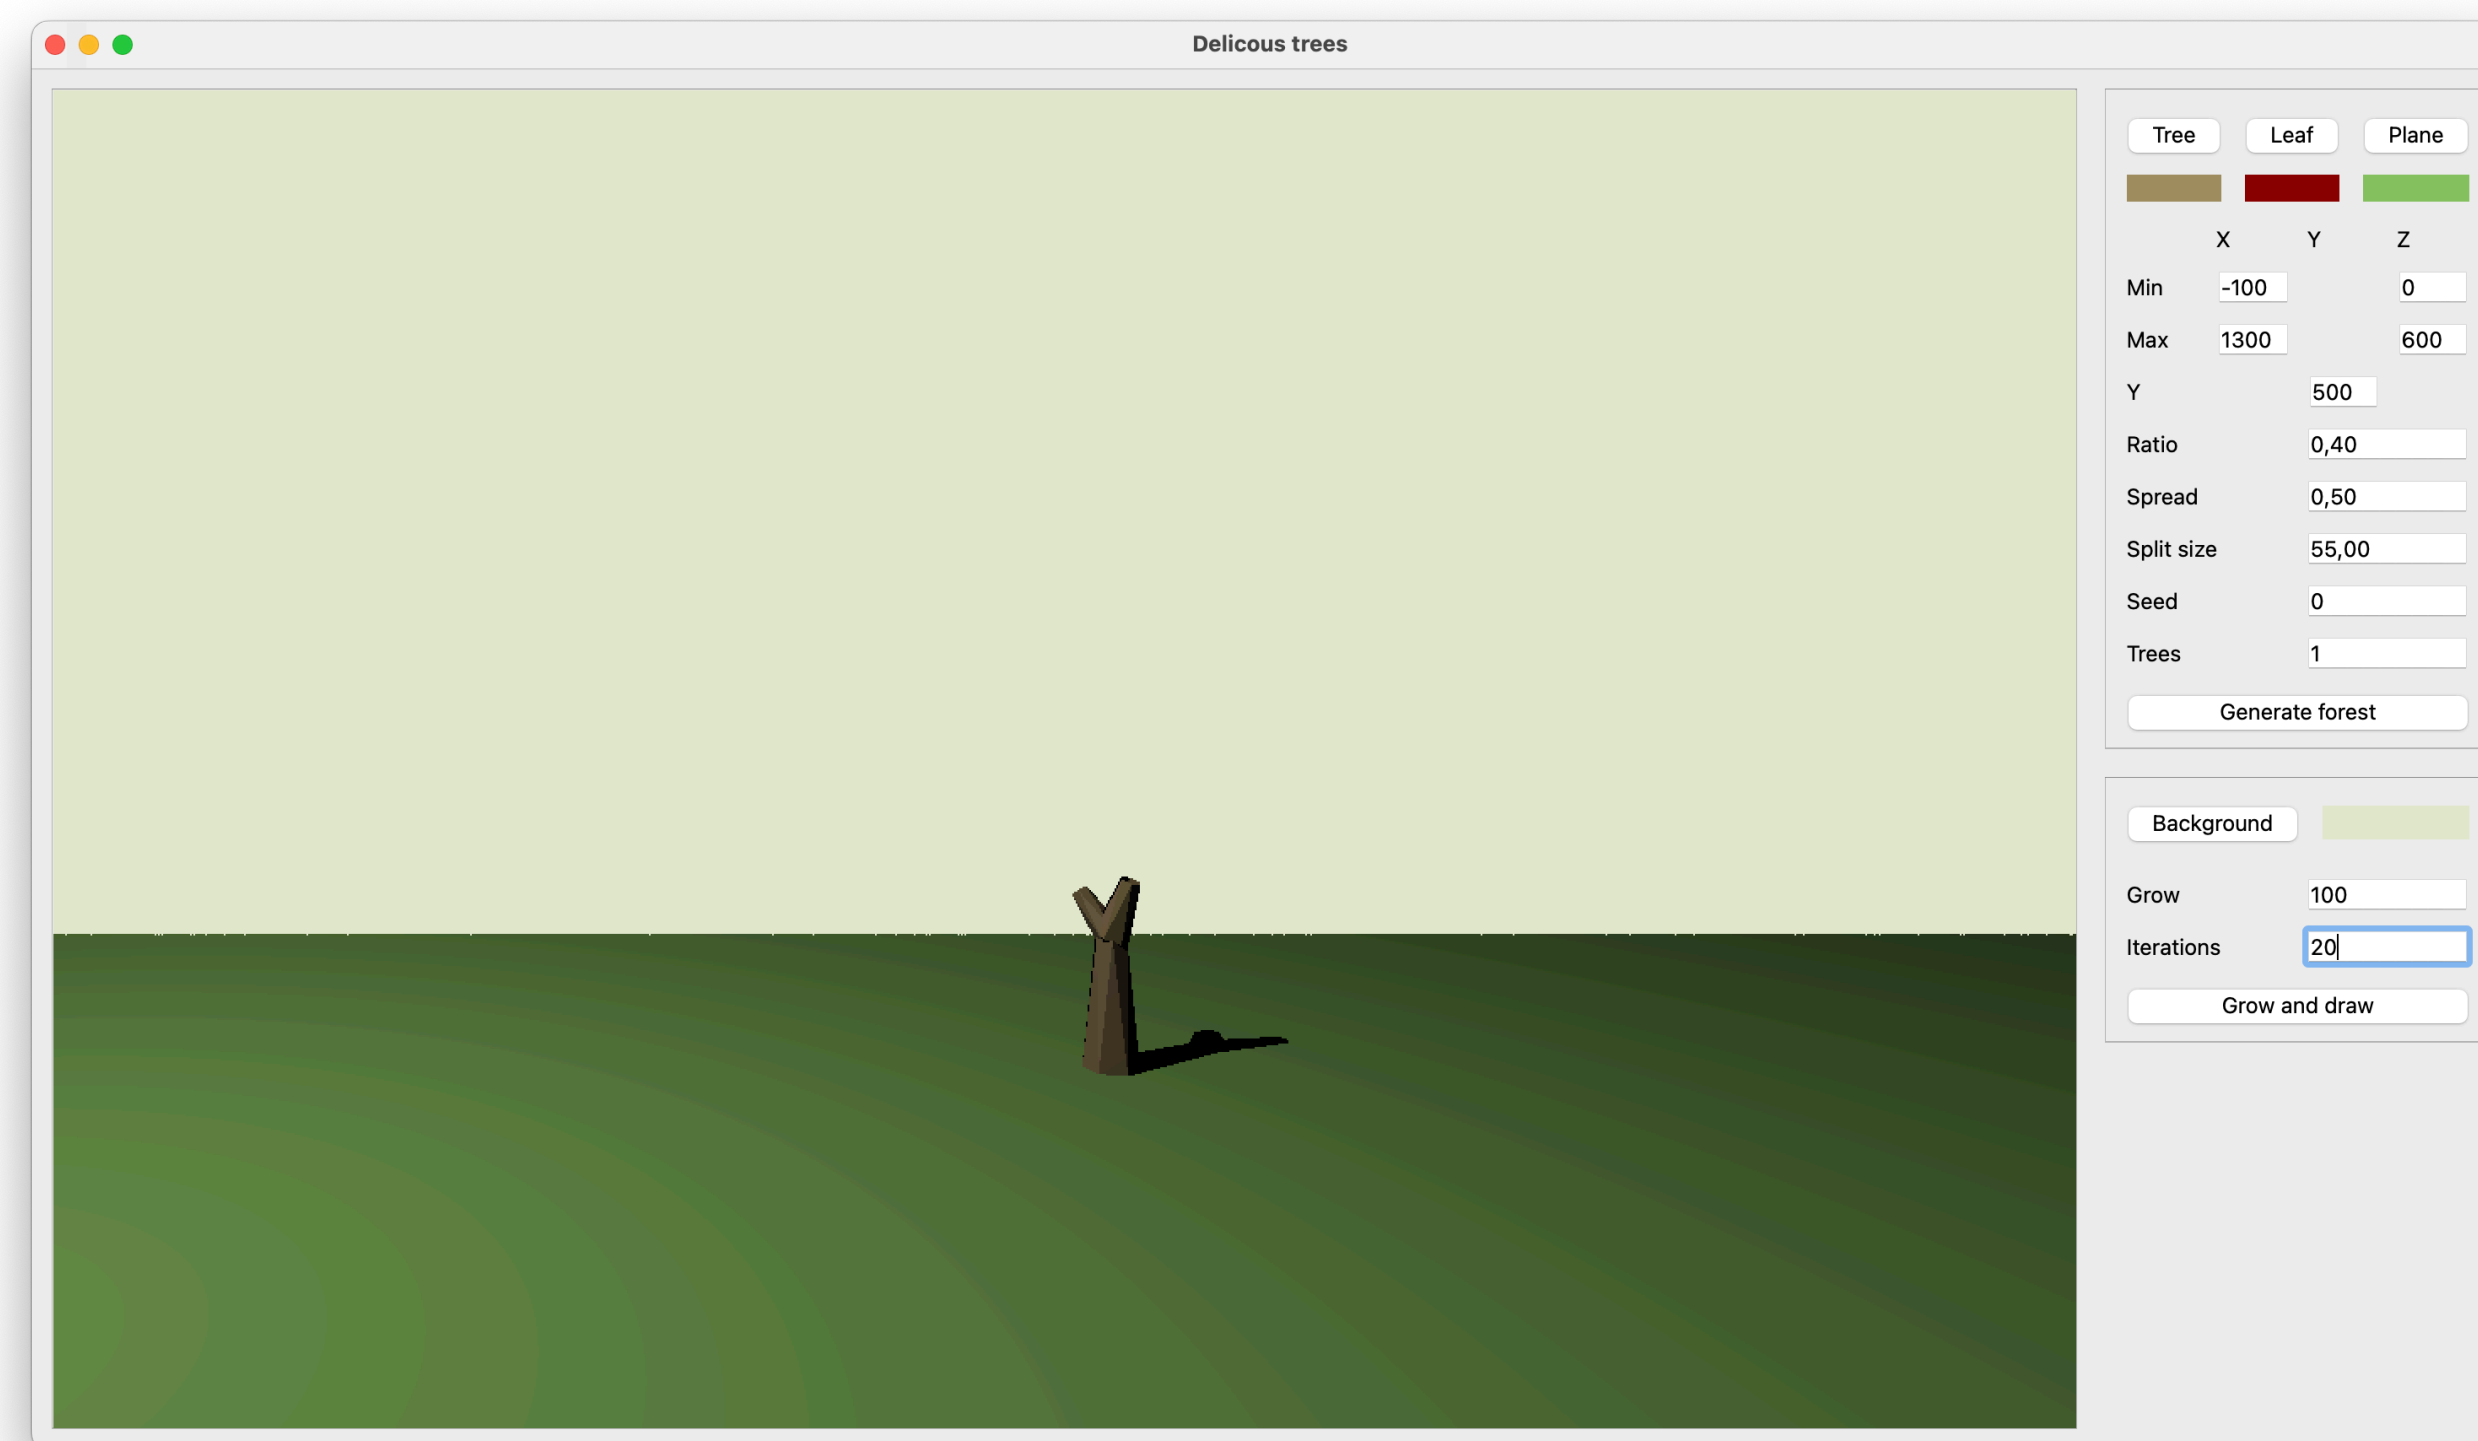 Delicous trees
Tree Leaf Plane
X Y Z
Min -100 0
Max 1300 600
Y 500
Ratio 0,40
Spread 0,50
Split size 55,00
Seed 0
Trees 1
Generate forest
Background
Grow 100
Iterations 20
Grow and draw